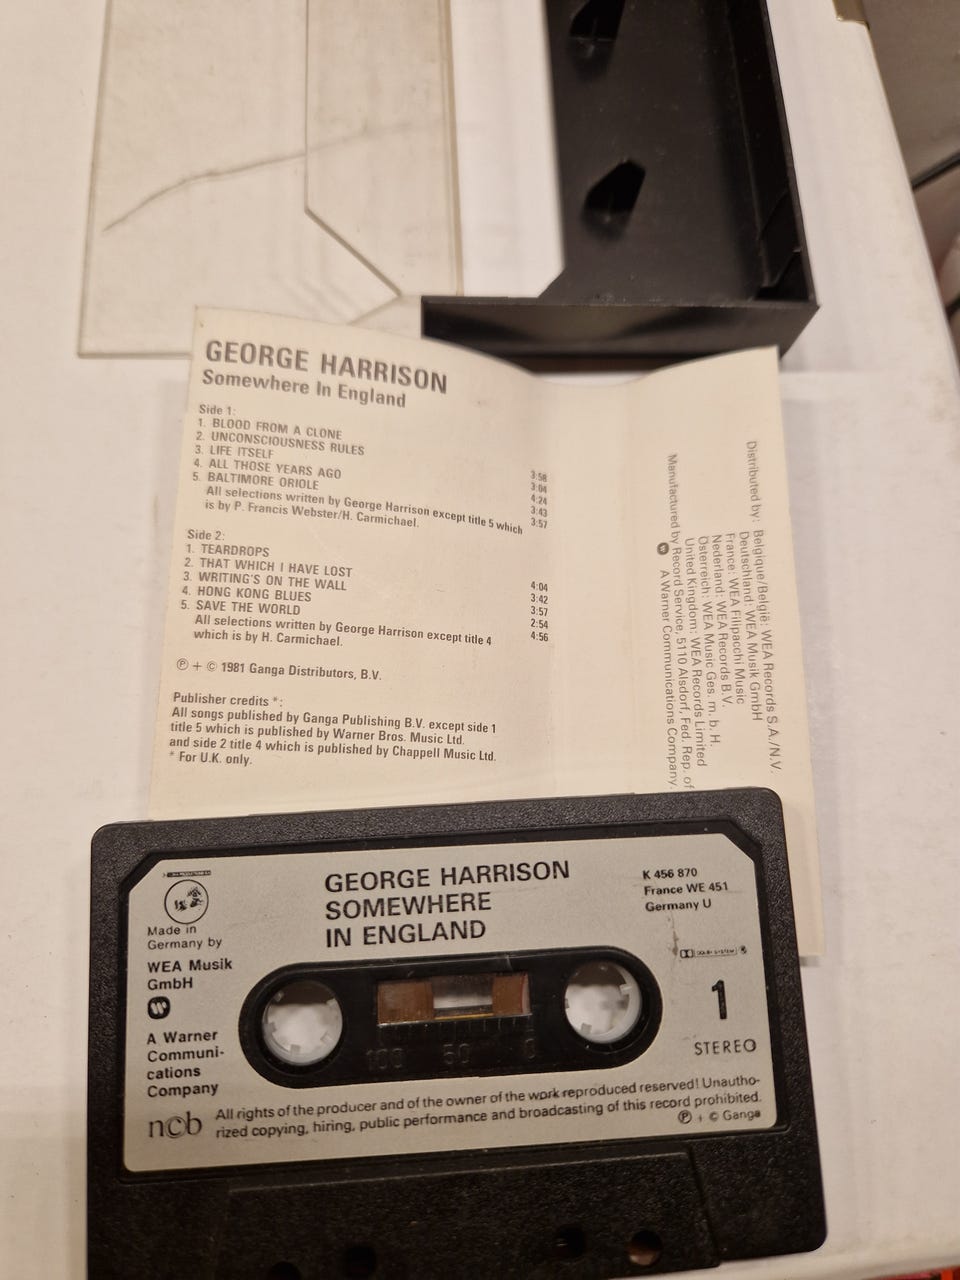 GEORGE HARRISON
Somewhere In England
Side 1:
1. BLOOD FROM A CLONE 3:58
2. UNCONSCIOUSNESS RULES 3:04
3. LIFE ITSELF 4:24
4. ALL THOSE YEARS AGO 3:43
5. BALTIMORE ORIOLE 3:57
All selections written by George Harrison except title 5 which
is by P. Francis Webster/H. Carmichael.
Side 2:
1. TEARDROPS 4:04
2. THAT WHICH I HAVE LOST 3:42
3. WRITING'S ON THE WALL 3:57
4. HONG KONG BLUES 2:54
5. SAVE THE WORLD 4:56
All selections written by George Harrison except title 4
which is by H. Carmichael.
℗ + © 1981 Ganga Distributors, B.V.
Publisher credits *:
All songs published by Ganga Publishing B.V. except side 1
title 5 which is published by Warner Bros. Music Ltd.
and side 2 title 4 which is published by Chappell Music Ltd.
* For U.K. only.
Distributed by: Belgique/België: WEA Records S.A./N.V.
Deutschland: WEA Musik GmbH
France: WEA Filipacchi Music
Nederland: WEA Records B.V.
Österreich: WEA Music Ges. m. b. H.
United Kingdom: WEA Records Limited
Manufactured by Record Service, 5110 Alsdorf, Fed. Rep. of
A Warner Communications Company.
GEORGE HARRISON
SOMEWHERE
IN ENGLAND
K 456 870
France WE 451
Germany U
Made in
Germany by
WEA Musik
GmbH
A Warner
Communi-
cations
Company
1
STEREO
100 50 0
ncb
All rights of the producer and of the owner of the work reproduced reserved! Unautho-
rized copying, hiring, public performance and broadcasting of this record prohibited.
℗ + © Ganga